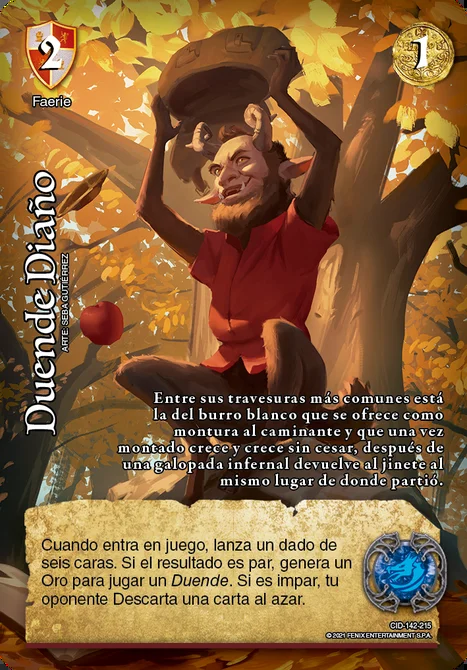 2
1
Faerie
Duende Diaño
ARTE: SEBA GUTIÉRREZ
Entre sus travesuras más comunes está
la del burro blanco que se ofrece como
montura al caminante y que una vez
montado crece y crece sin cesar, después de
una galopada infernal devuelve al jinete al
mismo lugar de donde partió.
Cuando entra en juego, lanza un dado de
seis caras. Si el resultado es par, genera un
Oro para jugar un Duende. Si es impar, tu
oponente Descarta una carta al azar.
CID-142-215
© 2021 FENIX ENTERTAINMENT S.P.A.